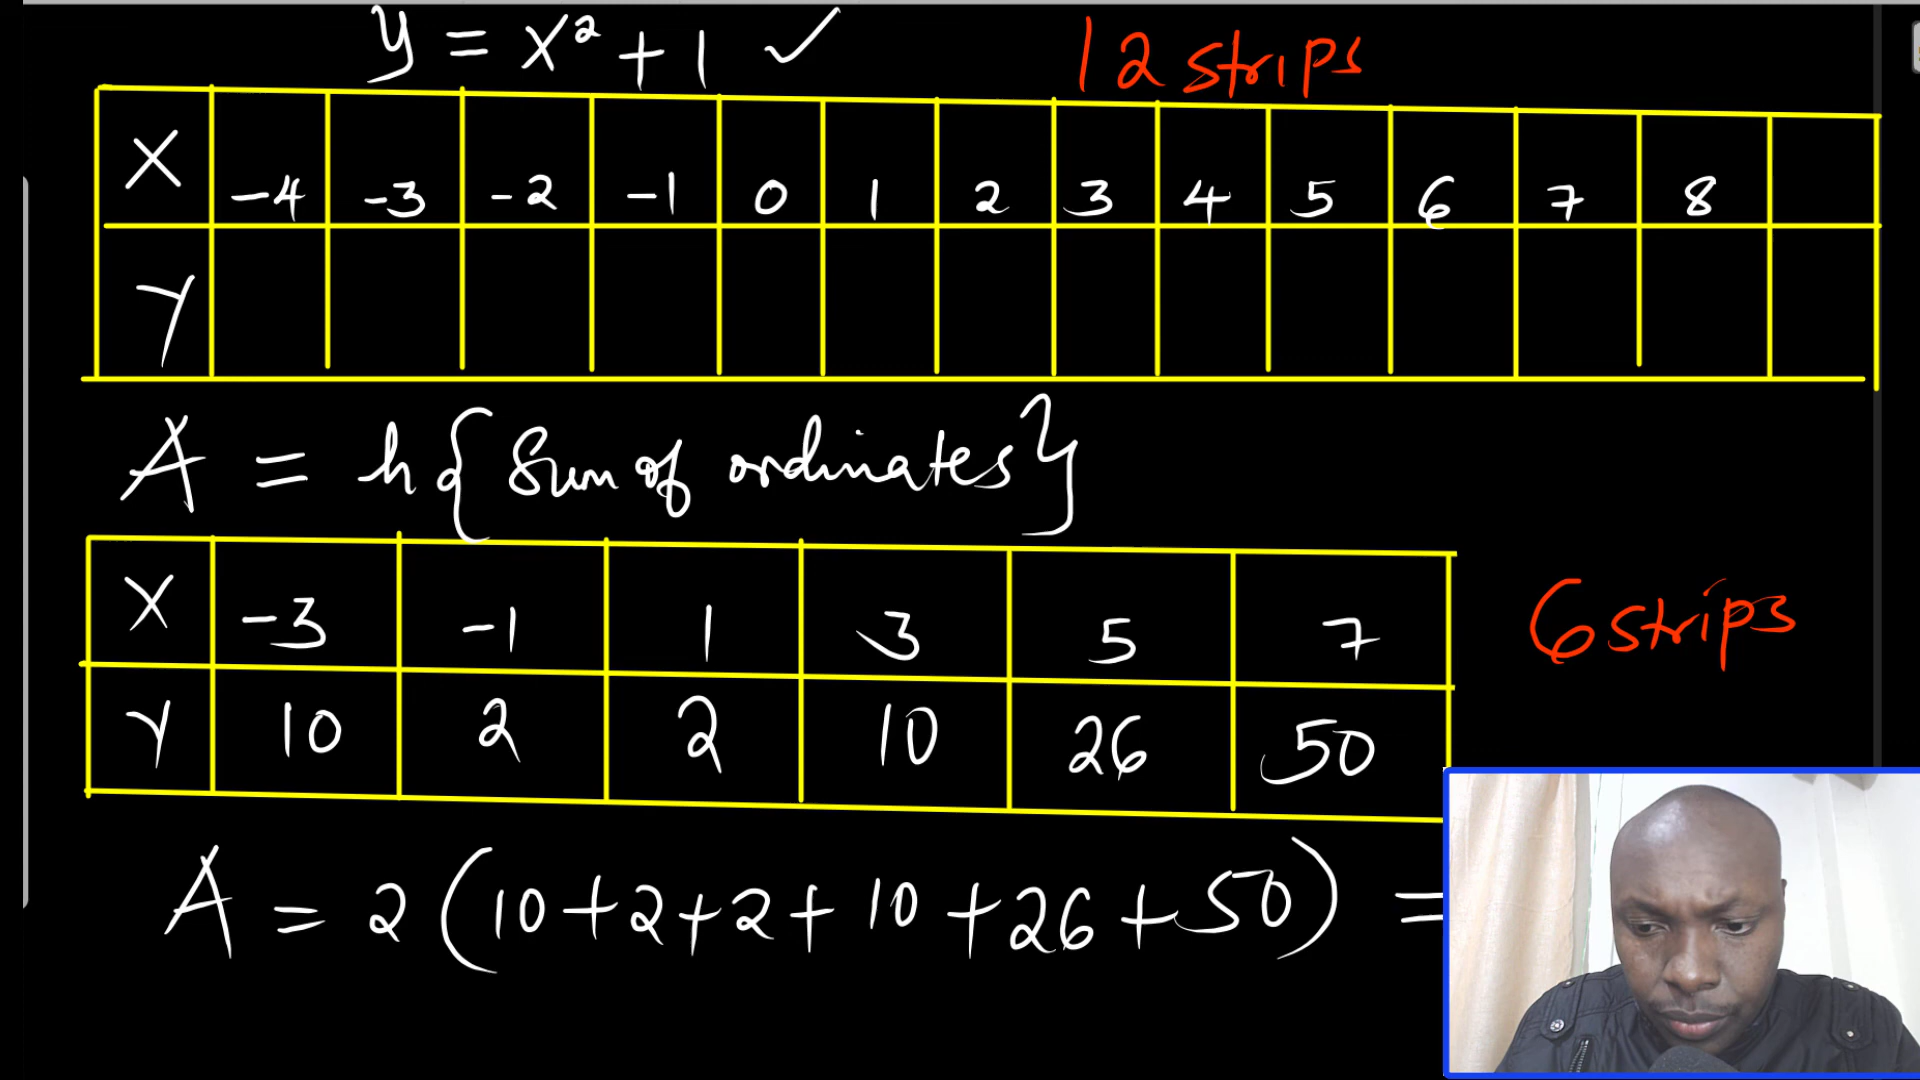 y = x² + 1 ✓ 12 strips
X -4 -3 -2 -1 0 1 2 3 4 5 6 7 8
Y
A = h{Sum of ordinates}
X -3 -1 1 3 5 7 6 strips
Y 10 2 2 10 26 50
A = 2(10+2+2+10+26+50) =